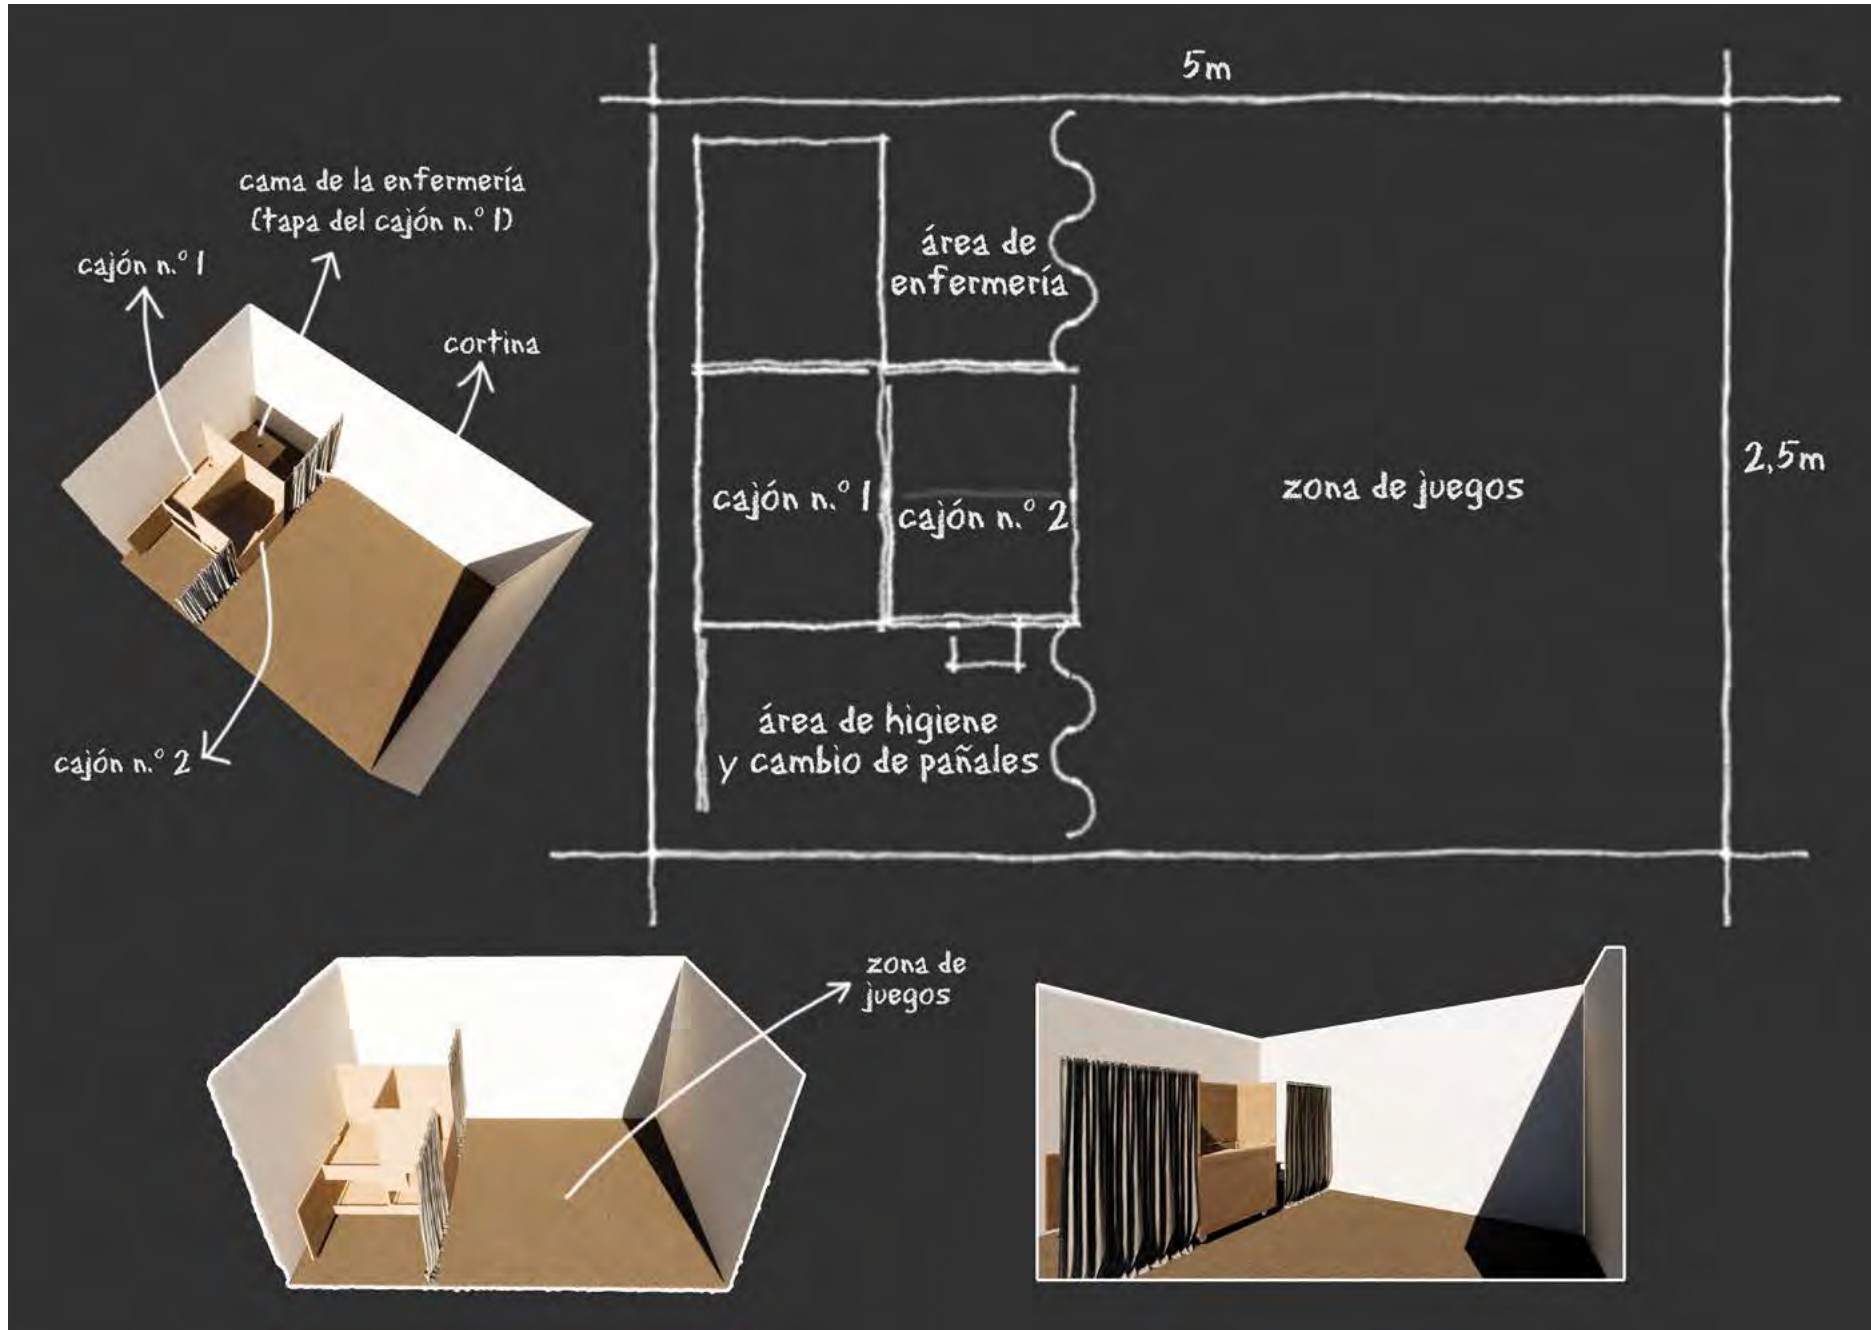 5m
cama de la enfermería
(tapa del cajón n.º 1)
cajón n.º 1
cortina
cajón n.º 2
área de
enfermería
cajón n.º 1
cajón n.º 2
zona de juegos
2,5m
área de higiene
y cambio de pañales
zona de
juegos